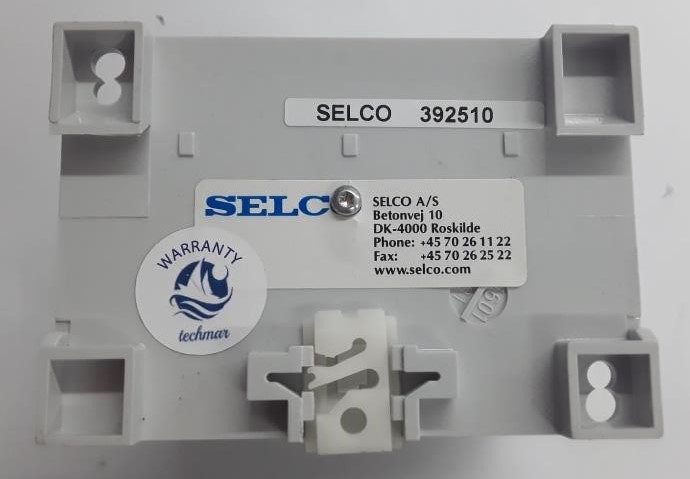 SELCO 392510
SELC
SELCO A/S
Betonvej 10
DK-4000 Roskilde
Phone: +45 70 26 11 22
Fax: +45 70 26 25 22
www.selco.com
WARRANTY
techmar